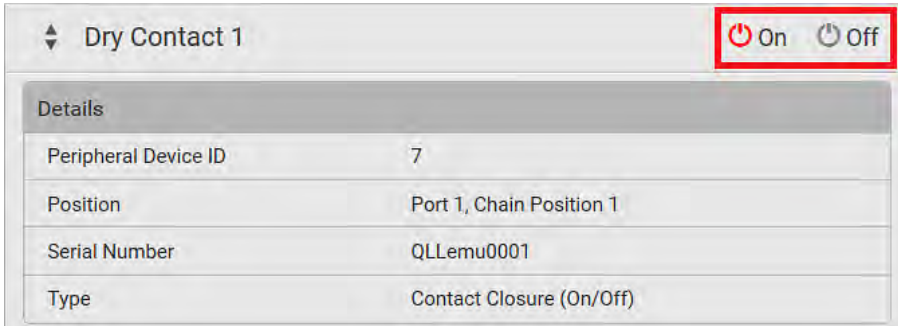 Dry Contact 1 On Off
Details
Peripheral Device ID 7
Position Port 1, Chain Position 1
Serial Number QLLemu0001
Type Contact Closure (On/Off)